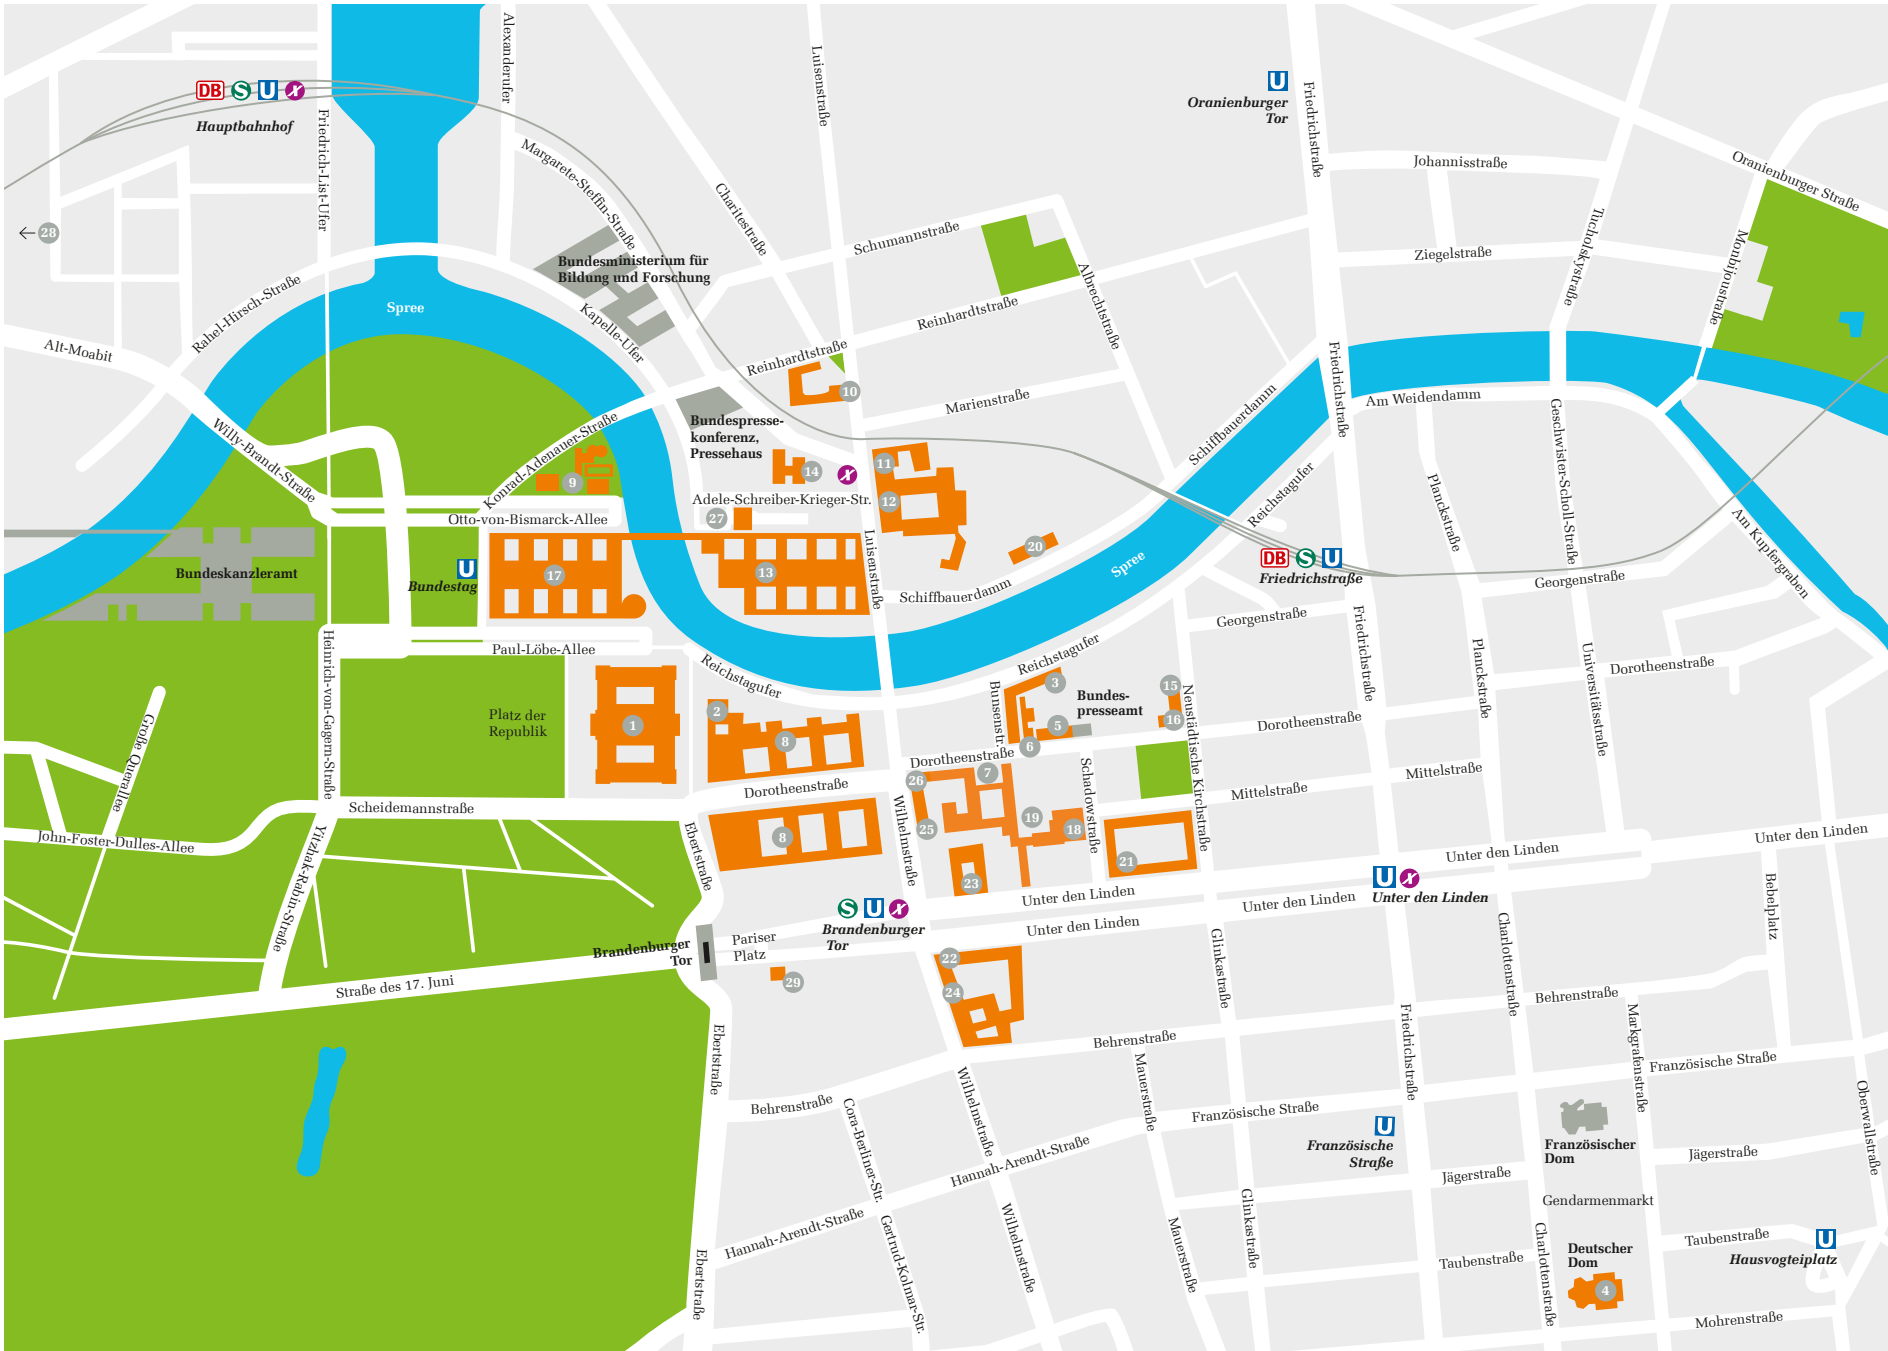 Alexanderufer
Luisenstraße
DB S U X
Hauptbahnhof
U
Oranienburger
Tor
Friedrichstraße
Friedrich-List-Ufer
Margarete-Steffin-Straße
Charitestraße
Johannisstraße
Oranienburger Straße
28
Schumannstraße
Ziegelstraße
Tucholskystraße
Monbijoustraße
Bundesministerium für
Bildung und Forschung
Albrechtstraße
Rahel-Hirsch-Straße
Spree
Kapelle-Ufer
Reinhardtstraße
Reinhardtstraße
Alt-Moabit
Friedrichstraße
10
Marienstraße
Am Weidendamm
Schiffbauerdamm
Bundespresse-
konferenz,
Pressehaus
Willy-Brandt-Straße
Konrad-Adenauer-Straße
9
14
X
11
12
Geschwister-Scholl-Straße
Planckstraße
Reichstagufer
Adele-Schreiber-Krieger-Str.
27
Otto-von-Bismarck-Allee
Am Kupfergraben
Luisenstraße
20
Spree
DB S U
Friedrichstraße
Bundeskanzleramt
U
Bundestag
17
13
Georgenstraße
Schiffbauerdamm
Georgenstraße
Friedrichstraße
Paul-Löbe-Allee
Heinrich-von-Gagern-Straße
Reichstagufer
Reichstagufer
Planckstraße
Universitätsstraße
Dorotheenstraße
3
Bundes-
presseamt
15
16
Neustädtische Kirchstraße
Bunsenstr.
Platz der
Republik
1
2
8
5
6
Dorotheenstraße
Große Querallee
Dorotheenstraße
7
26
Schadowstraße
Mittelstraße
Mittelstraße
Dorotheenstraße
Scheidemannstraße
Wilhelmstraße
John-Foster-Dulles-Allee
Yitzhak-Rabin-Straße
Ebertstraße
8
25
19
18
21
23
Unter den Linden
Unter den Linden
U X
Unter den Linden
Unter den Linden
Unter den Linden
Unter den Linden
S U X
Brandenburger
Tor
Bebelplatz
Charlottenstraße
Glinkastraße
Brandenburger
Tor
Pariser
Platz
29
22
24
Straße des 17. Juni
Behrenstraße
Markgrafenstraße
Friedrichstraße
Ebertstraße
Behrenstraße
Mauerstraße
Französische Straße
Wilhelmstraße
Behrenstraße
Cora-Berliner-Str.
Französische Straße
U
Französische
Straße
Oberwallstraße
Französischer
Dom
Jägerstraße
Hannah-Arendt-Straße
Jägerstraße
Gendarmenmarkt
Glinkastraße
Hannah-Arendt-Straße
Gertrud-Kolmar-Str.
Wilhelmstraße
Mauerstraße
Charlottenstraße
Taubenstraße
U
Hausvogteiplatz
Ebertstraße
Deutscher
Dom
Taubenstraße
4
Mohrenstraße